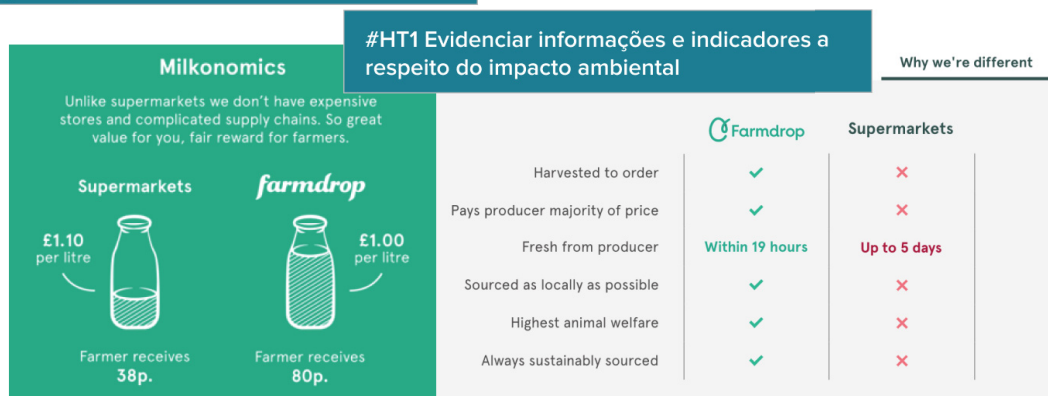 #HT1 Evidenciar informações e indicadores a
respeito do impacto ambiental
Milkonomics
Unlike supermarkets we don't have expensive
stores and complicated supply chains. So great
value for you, fair reward for farmers.
Supermarkets
farmdrop
£1.10
per litre
£1.00
per litre
Farmer receives
38p.
Farmer receives
80p.
Why we're different
Farmdrop Supermarkets
Harvested to order
Pays producer majority of price
Fresh from producer Within 19 hours Up to 5 days
Sourced as locally as possible
Highest animal welfare
Always sustainably sourced